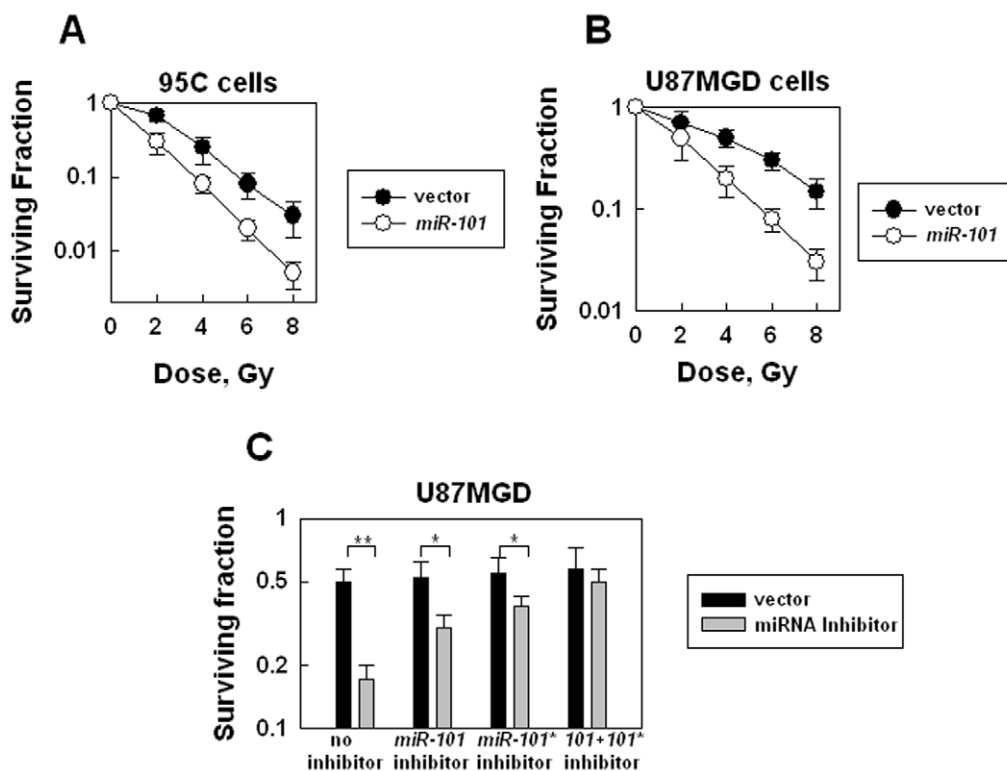 A
95C cells
1
0.1
0.01
0 2 4 6 8
Surviving Fraction
Dose, Gy
vector
miR-101
B
U87MGD cells
1
0.1
0.01
0 2 4 6 8
Surviving Fraction
Dose, Gy
vector
miR-101
C
U87MGD
1
0.5
0.2
0.1
Surviving fraction
** * *
no inhibitor
miR-101 inhibitor
miR-101* inhibitor
101+101* inhibitor
vector
miRNA Inhibitor